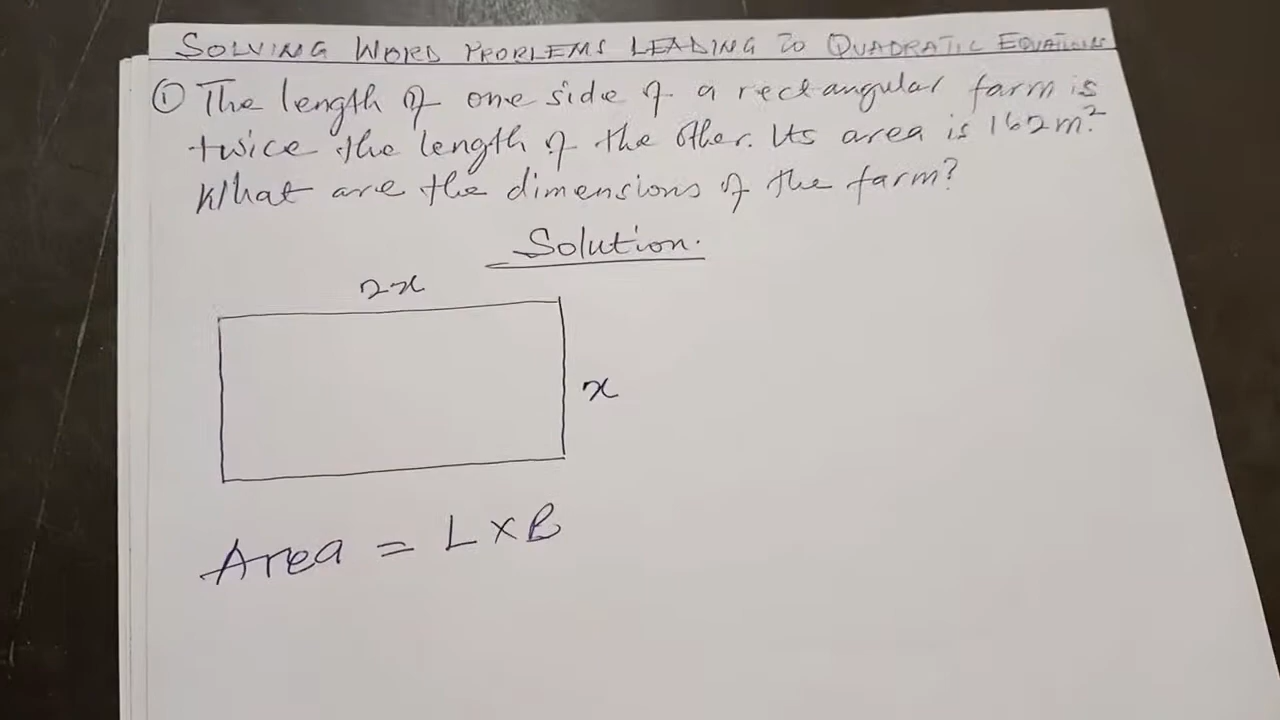 SOLVING WORD PROBLEMS LEADING TO QUADRATIC EQUATIONS
① The length of one side of a rectangular farm is
twice the length of the other. Its area is 162m².
What are the dimensions of the farm?
Solution.
2x
x
Area = L×B